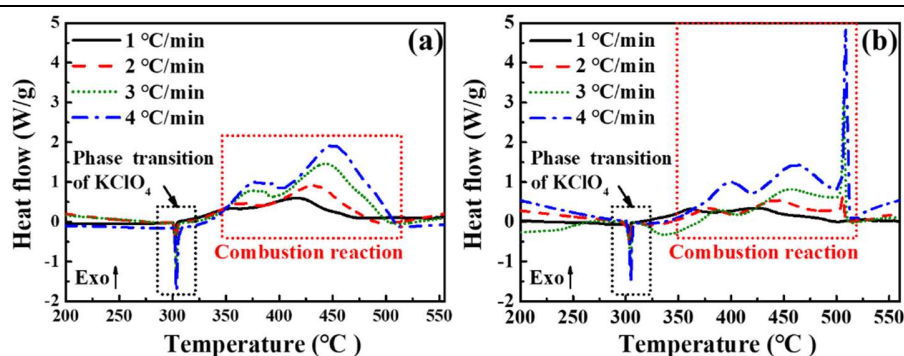 5
4
3
2
1
0
-1
-2
Heat flow (W/g)
1 °C/min
2 °C/min
3 °C/min
4 °C/min
(a)
Phase transition
of KClO4
Combustion reaction
Exo
200 250 300 350 400 450 500 550
Temperature (°C )
5
4
3
2
1
0
-1
-2
Heat flow (W/g)
1 °C/min
2 °C/min
3 °C/min
4 °C/min
(b)
Phase transition
of KClO4
Combustion reaction
Exo
200 250 300 350 400 450 500 550
Temperature (°C )